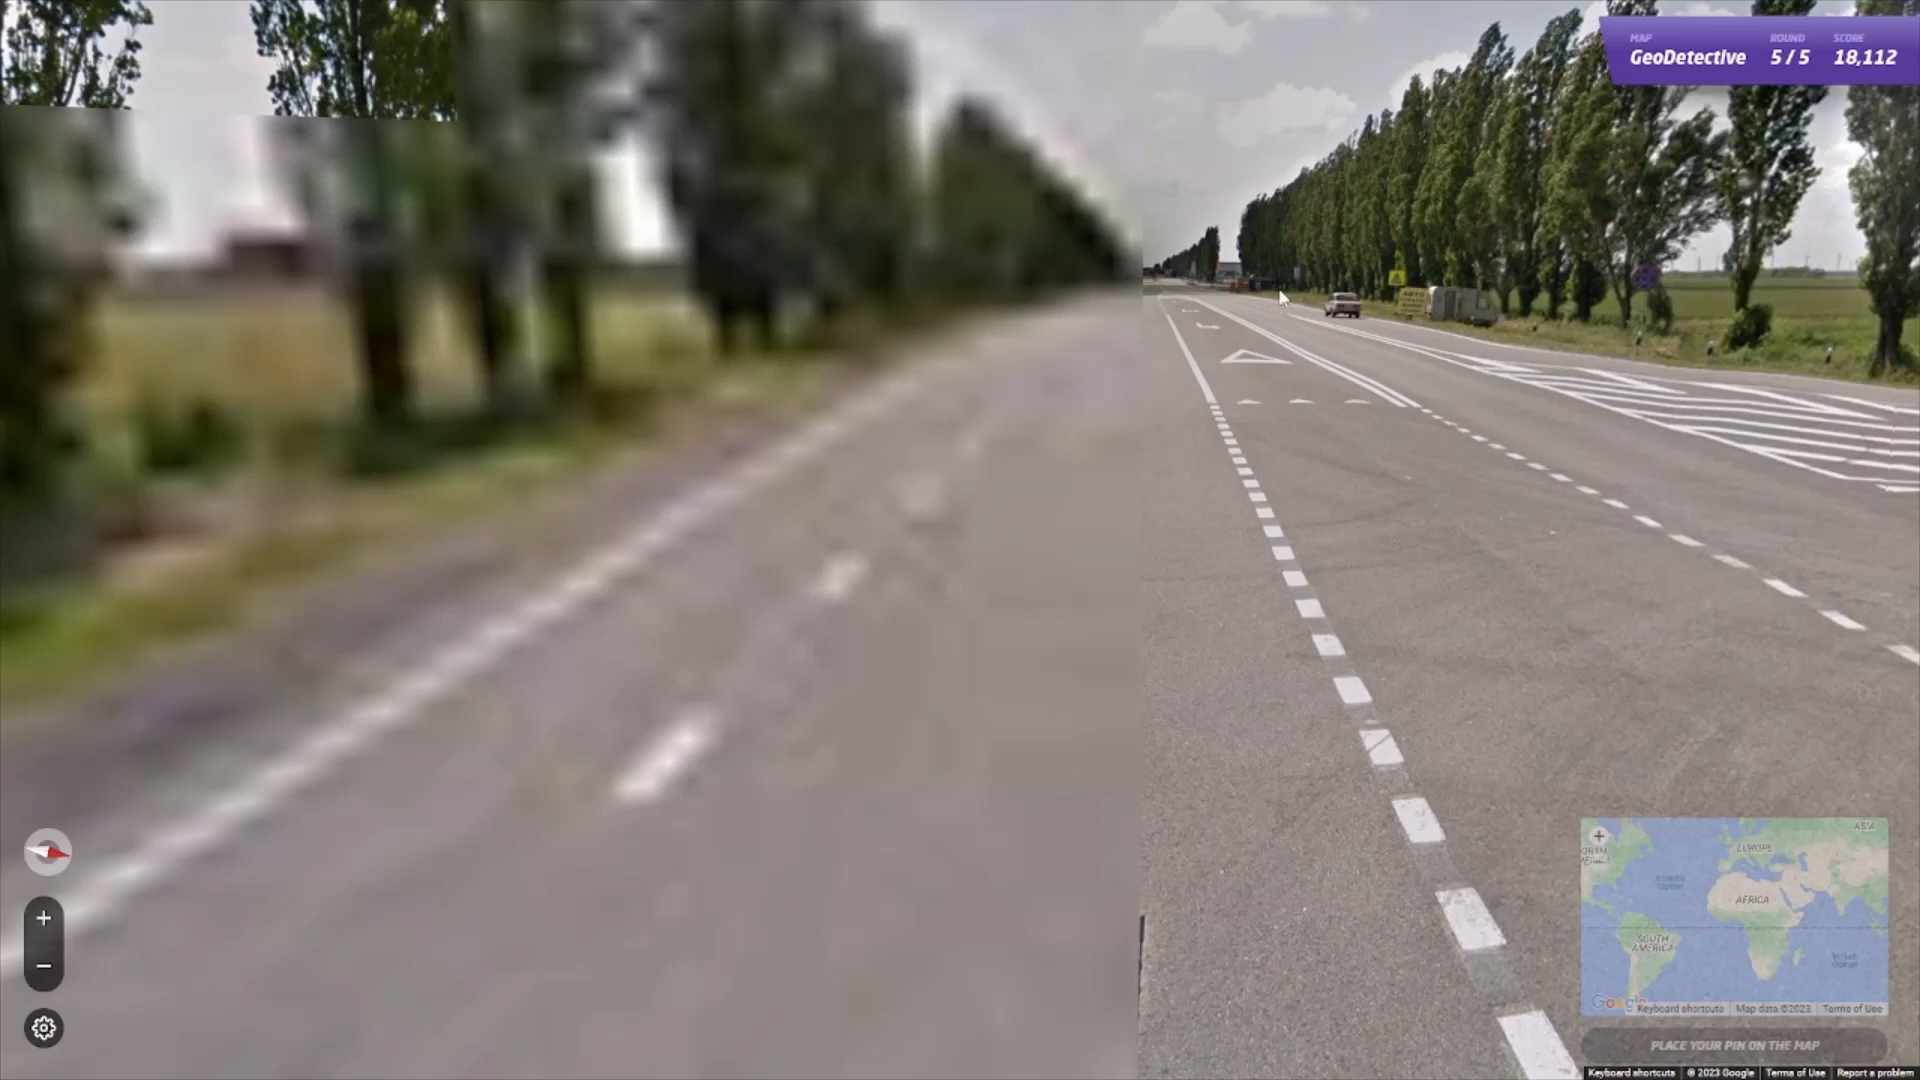 MAP
ROUND
SCORE
GeoDetective
5 / 5
18,112
АВТО
ASIA
EUROPE
Atlantic
Ocean
AFRICA
SOUTH
AMERICA
Google
Keyboard shortcuts
Map data ©2023
Terms of Use
PLACE YOUR PIN ON THE MAP
Keyboard shortcuts
© 2023 Google
Terms of Use
Report a problem